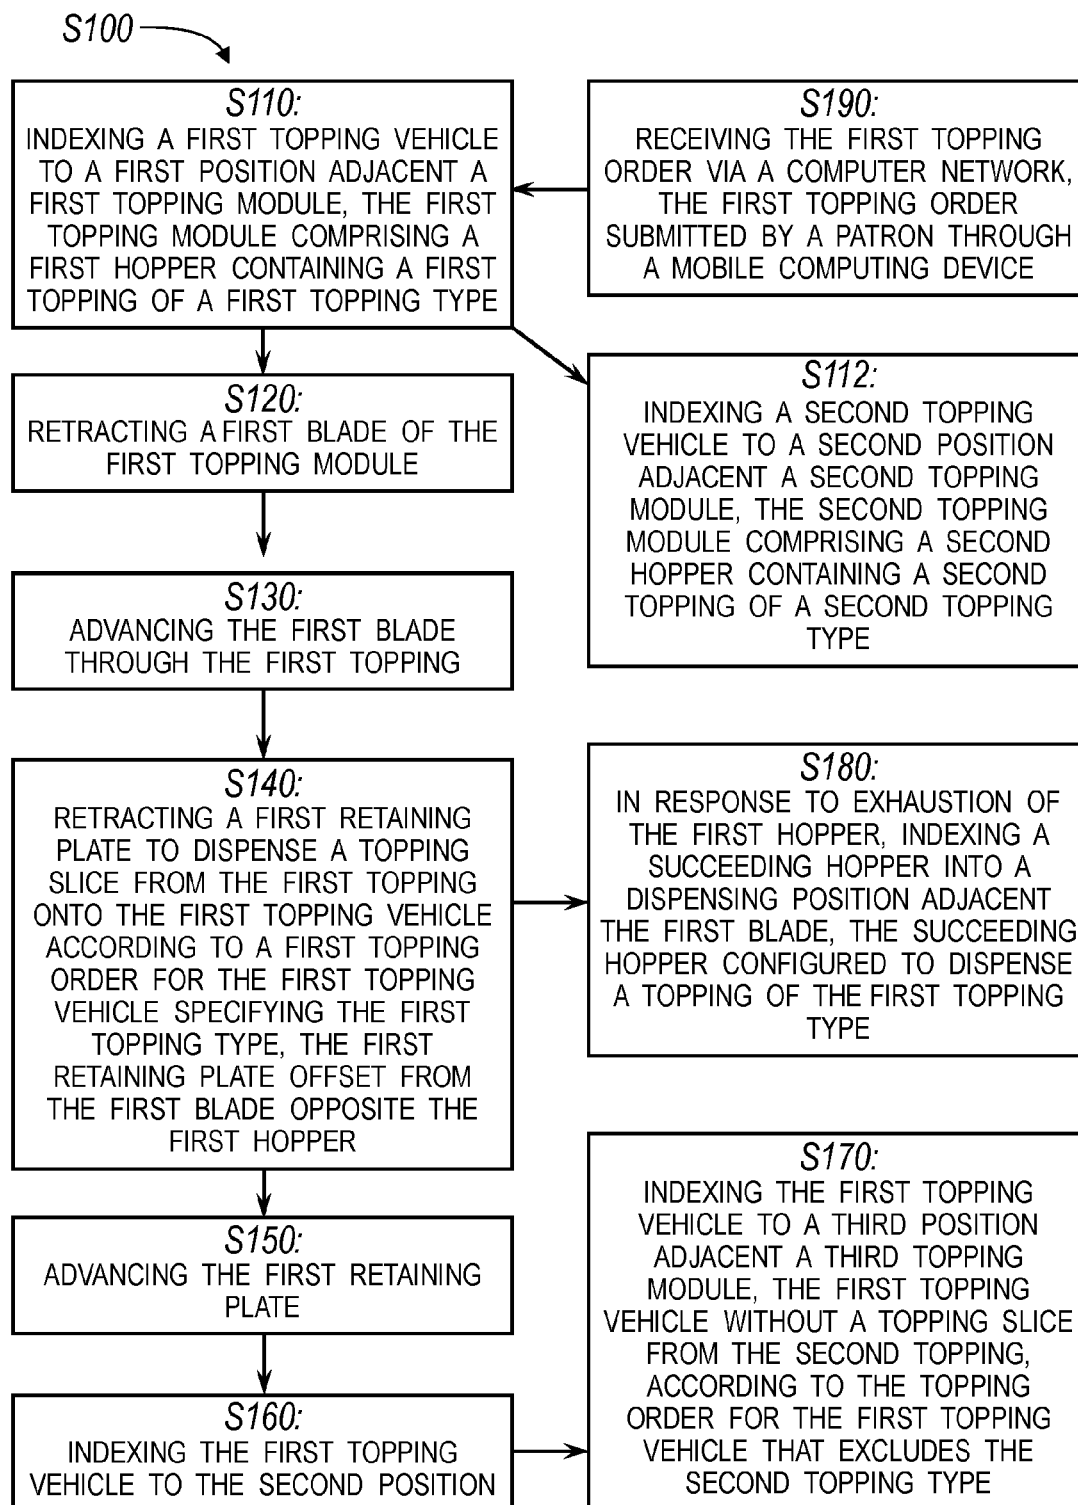 S100
S110:
INDEXING A FIRST TOPPING VEHICLE
TO A FIRST POSITION ADJACENT A
FIRST TOPPING MODULE, THE FIRST
TOPPING MODULE COMPRISING A
FIRST HOPPER CONTAINING A FIRST
TOPPING OF A FIRST TOPPING TYPE
S190:
RECEIVING THE FIRST TOPPING
ORDER VIA A COMPUTER NETWORK,
THE FIRST TOPPING ORDER
SUBMITTED BY A PATRON THROUGH
A MOBILE COMPUTING DEVICE
S120:
RETRACTING A FIRST BLADE OF THE
FIRST TOPPING MODULE
S112:
INDEXING A SECOND TOPPING
VEHICLE TO A SECOND POSITION
ADJACENT A SECOND TOPPING
MODULE, THE SECOND TOPPING
MODULE COMPRISING A SECOND
HOPPER CONTAINING A SECOND
TOPPING OF A SECOND TOPPING
TYPE
S130:
ADVANCING THE FIRST BLADE
THROUGH THE FIRST TOPPING
S140:
RETRACTING A FIRST RETAINING
PLATE TO DISPENSE A TOPPING
SLICE FROM THE FIRST TOPPING
ONTO THE FIRST TOPPING VEHICLE
ACCORDING TO A FIRST TOPPING
ORDER FOR THE FIRST TOPPING
VEHICLE SPECIFYING THE FIRST
TOPPING TYPE, THE FIRST
RETAINING PLATE OFFSET FROM
THE FIRST BLADE OPPOSITE THE
FIRST HOPPER
S180:
IN RESPONSE TO EXHAUSTION OF
THE FIRST HOPPER, INDEXING A
SUCCEEDING HOPPER INTO A
DISPENSING POSITION ADJACENT
THE FIRST BLADE, THE SUCCEEDING
HOPPER CONFIGURED TO DISPENSE
A TOPPING OF THE FIRST TOPPING
TYPE
S150:
ADVANCING THE FIRST RETAINING
PLATE
S160:
INDEXING THE FIRST TOPPING
VEHICLE TO THE SECOND POSITION
S170:
INDEXING THE FIRST TOPPING
VEHICLE TO A THIRD POSITION
ADJACENT A THIRD TOPPING
MODULE, THE FIRST TOPPING
VEHICLE WITHOUT A TOPPING SLICE
FROM THE SECOND TOPPING,
ACCORDING TO THE TOPPING
ORDER FOR THE FIRST TOPPING
VEHICLE THAT EXCLUDES THE
SECOND TOPPING TYPE